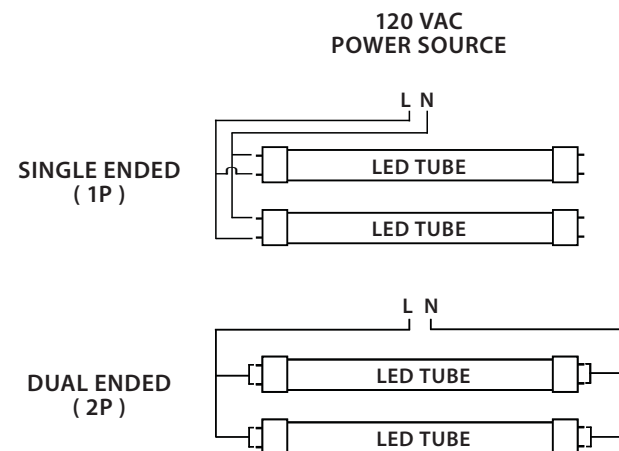 120 VAC
POWER SOURCE
L N
SINGLE ENDED
( 1P )
LED TUBE
LED TUBE
L N
DUAL ENDED
( 2P )
LED TUBE
LED TUBE